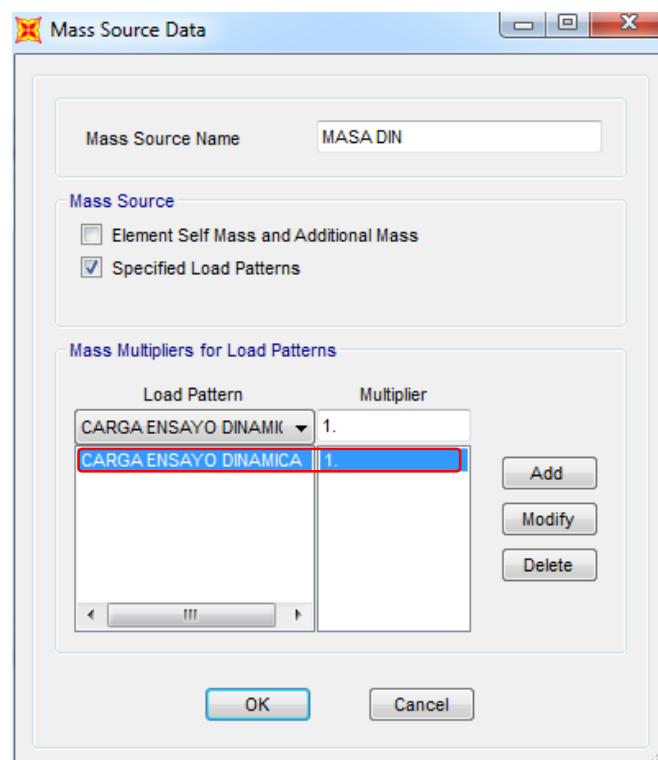 Mass Source Data
Mass Source Name MASA DIN
Mass Source
Element Self Mass and Additional Mass
Specified Load Patterns
Mass Multipliers for Load Patterns
Load Pattern Multiplier
CARGA ENSAYO DINAMI 1.
CARGA ENSAYO DINAMICA 1.
Add
Modify
Delete
OK Cancel